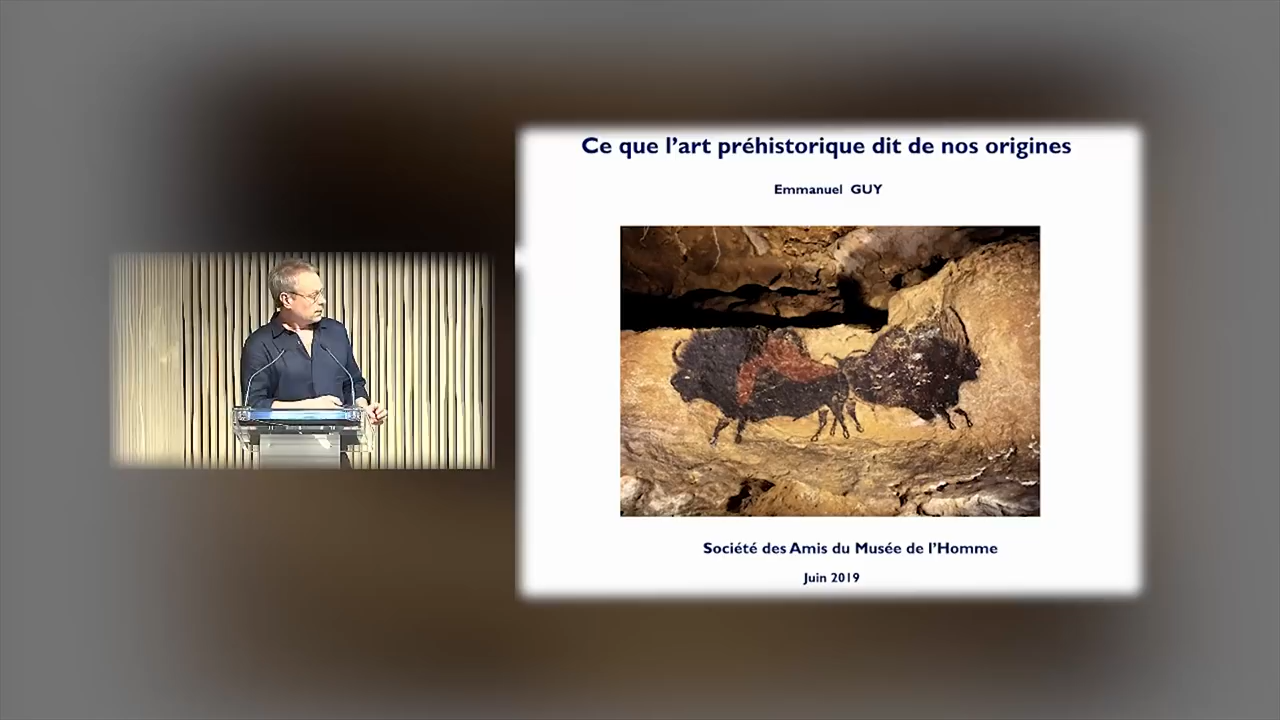 Ce que l'art préhistorique dit de nos origines
Emmanuel GUY
Société des Amis du Musée de l'Homme
Juin 2019